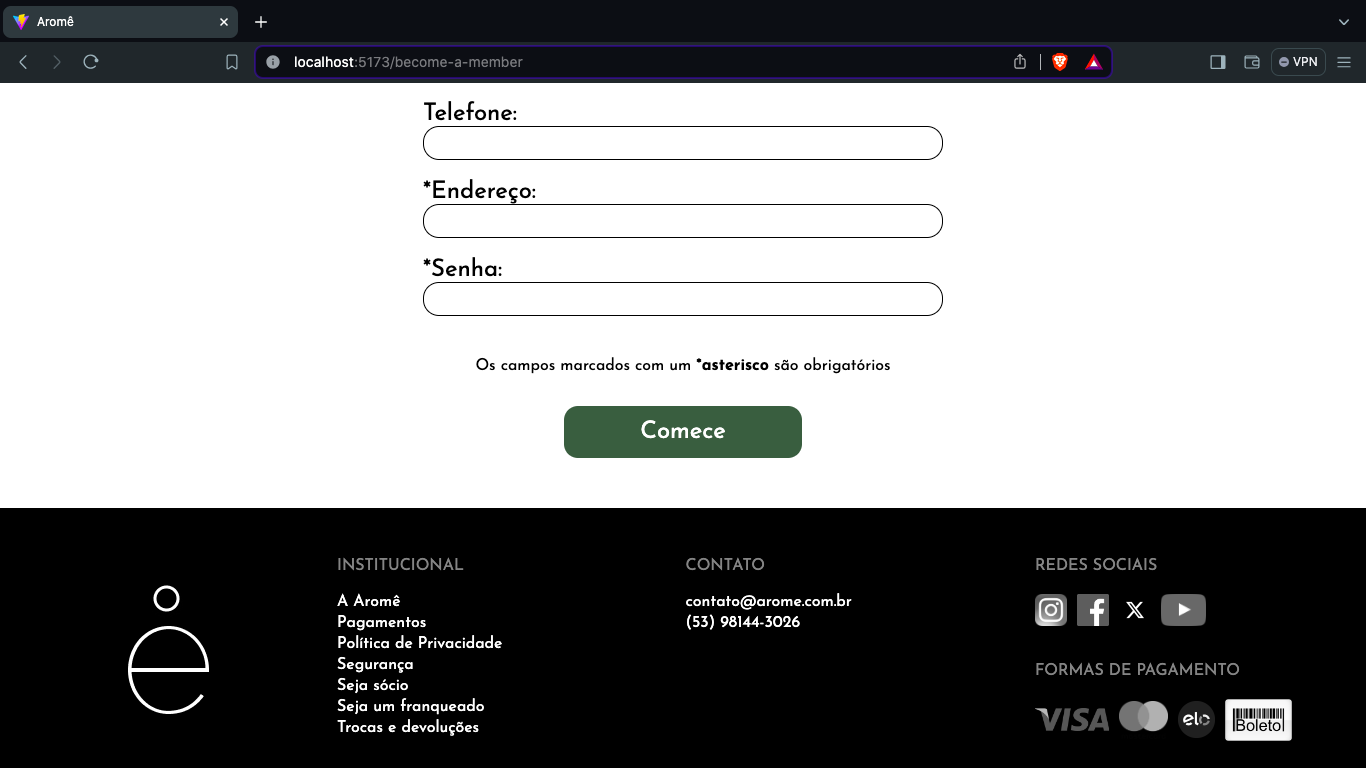 Aromê
localhost:5173/become-a-member
VPN
Telefone:
*Endereço:
*Senha:
Os campos marcados com um *asterisco são obrigatórios
Comece
INSTITUCIONAL
A Aromê
Pagamentos
Política de Privacidade
Segurança
Seja sócio
Seja um franqueado
Trocas e devoluções
CONTATO
contato@arome.com.br
(53) 98144-3026
REDES SOCIAIS
FORMAS DE PAGAMENTO
VISA
elo
Boleto